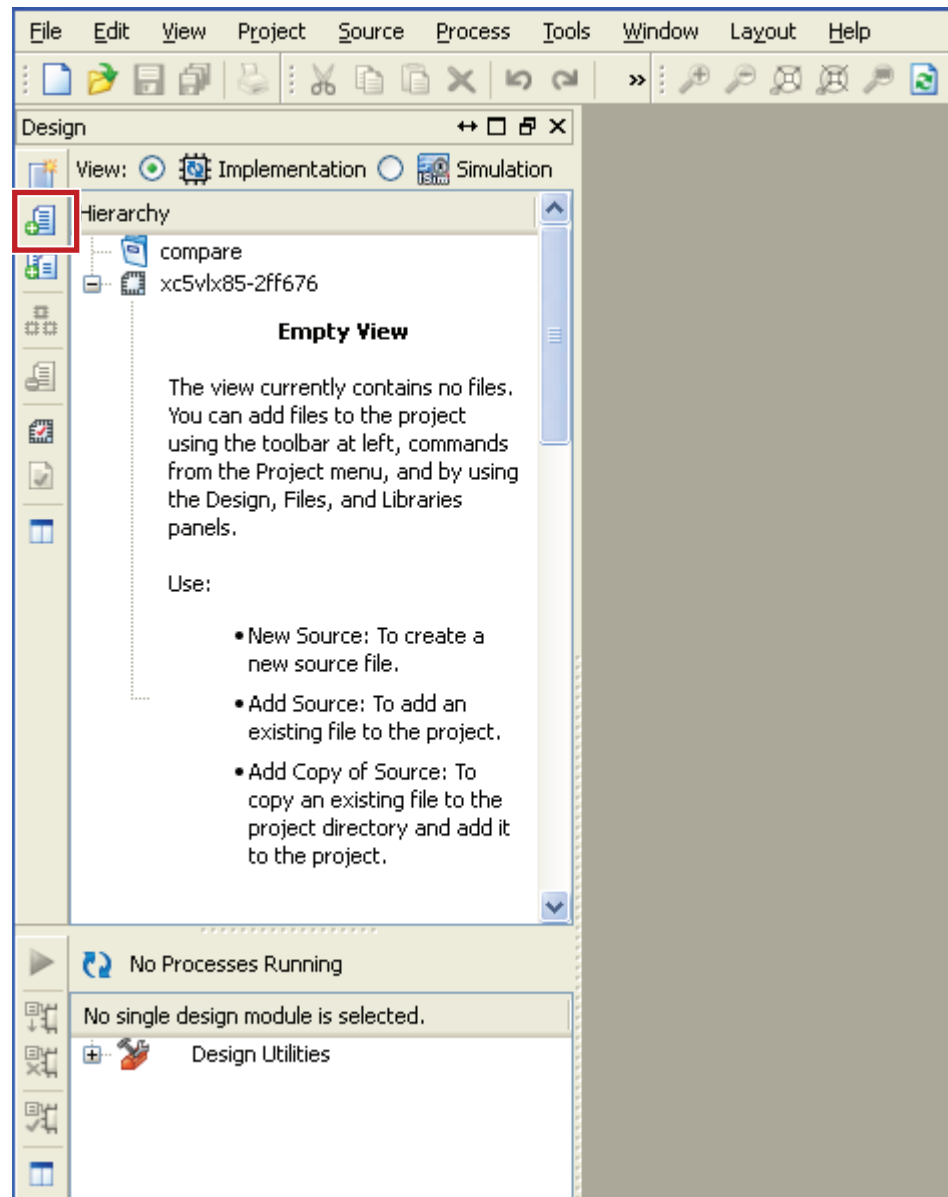 File Edit View Project Source Process Tools Window Layout Help
»
Design
View: Implementation ISim Simulation
Hierarchy
compare
xc5vlx85-2ff676
Empty View
The view currently contains no files.
You can add files to the project
using the toolbar at left, commands
from the Project menu, and by using
the Design, Files, and Libraries
panels.
Use:
• New Source: To create a
new source file.
• Add Source: To add an
existing file to the project.
• Add Copy of Source: To
copy an existing file to the
project directory and add it
to the project.
No Processes Running
No single design module is selected.
Design Utilities